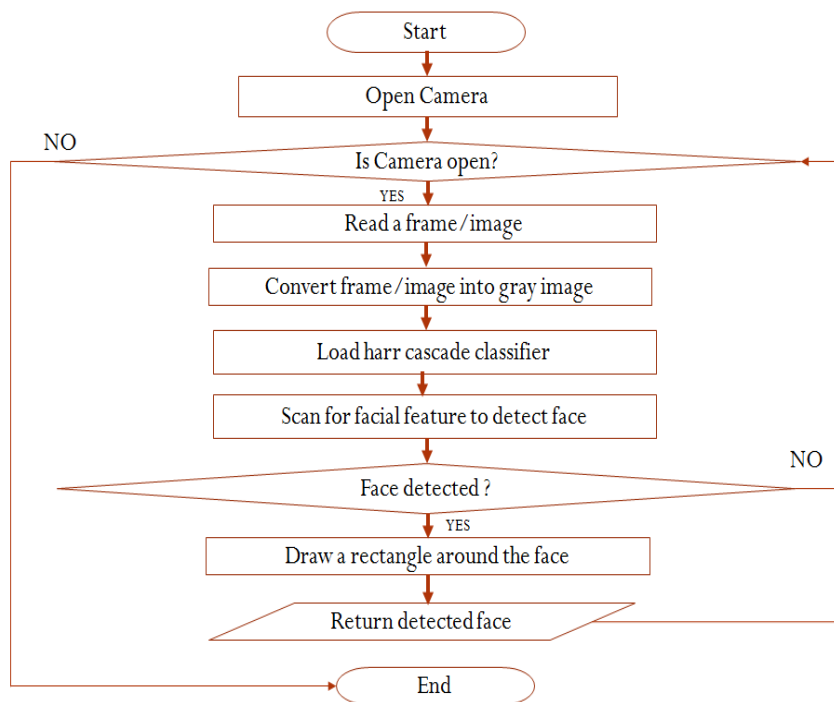 Start
Open Camera
NO
Is Camera open?
YES
Read a frame/image
Convert frame/image into gray image
Load harr cascade classifier
Scan for facial feature to detect face
NO
Face detected ?
YES
Draw a rectangle around the face
Return detected face
End